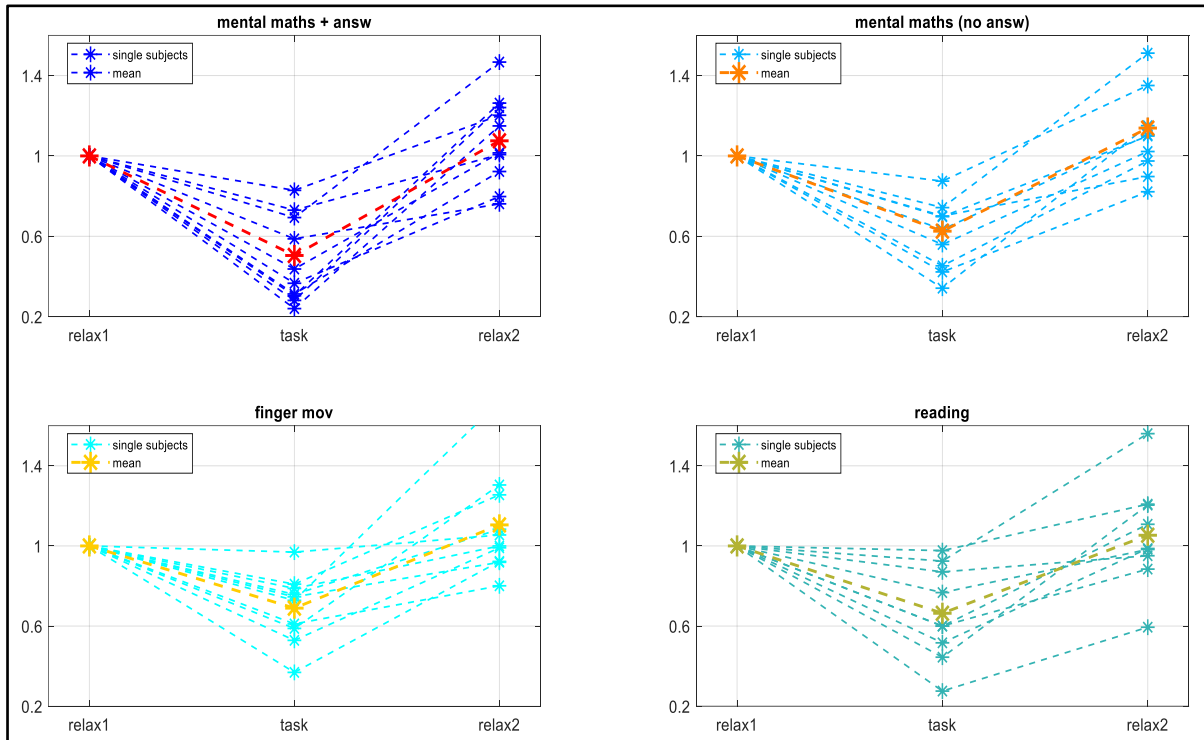 mental maths + answ
single subjects
mean
1.4
1
0.6
0.2
relax1 task relax2
mental maths (no answ)
single subjects
mean
1.4
1
0.6
0.2
relax1 task relax2
finger mov
single subjects
mean
1.4
1
0.6
0.2
relax1 task relax2
reading
single subjects
mean
1.4
1
0.6
0.2
relax1 task relax2